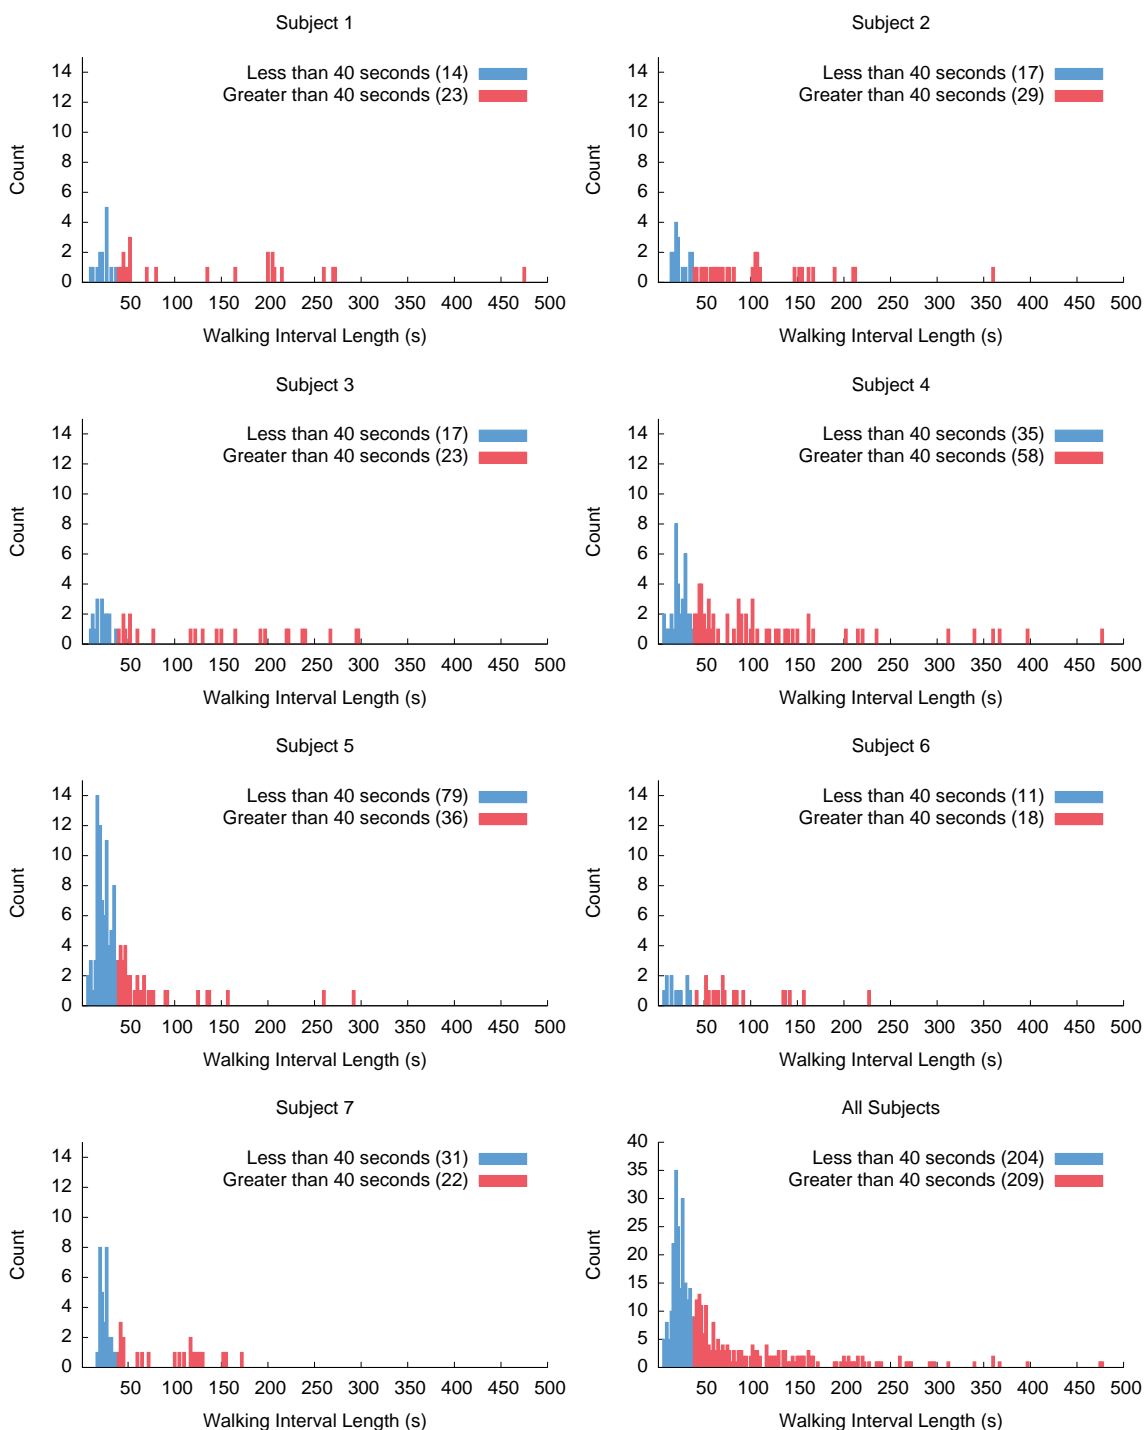 Subject 1
14
12
10
8
6
4
2
0
Count
Less than 40 seconds (14)
Greater than 40 seconds (23)
50 100 150 200 250 300 350 400 450 500
Walking Interval Length (s)
Subject 2
14
12
10
8
6
4
2
0
Count
Less than 40 seconds (17)
Greater than 40 seconds (29)
50 100 150 200 250 300 350 400 450 500
Walking Interval Length (s)
Subject 3
14
12
10
8
6
4
2
0
Count
Less than 40 seconds (17)
Greater than 40 seconds (23)
50 100 150 200 250 300 350 400 450 500
Walking Interval Length (s)
Subject 4
14
12
10
8
6
4
2
0
Count
Less than 40 seconds (35)
Greater than 40 seconds (58)
50 100 150 200 250 300 350 400 450 500
Walking Interval Length (s)
Subject 5
14
12
10
8
6
4
2
0
Count
Less than 40 seconds (79)
Greater than 40 seconds (36)
50 100 150 200 250 300 350 400 450 500
Walking Interval Length (s)
Subject 6
14
12
10
8
6
4
2
0
Count
Less than 40 seconds (11)
Greater than 40 seconds (18)
50 100 150 200 250 300 350 400 450 500
Walking Interval Length (s)
Subject 7
14
12
10
8
6
4
2
0
Count
Less than 40 seconds (31)
Greater than 40 seconds (22)
50 100 150 200 250 300 350 400 450 500
Walking Interval Length (s)
All Subjects
40
35
30
25
20
15
10
5
0
Count
Less than 40 seconds (204)
Greater than 40 seconds (209)
50 100 150 200 250 300 350 400 450 500
Walking Interval Length (s)